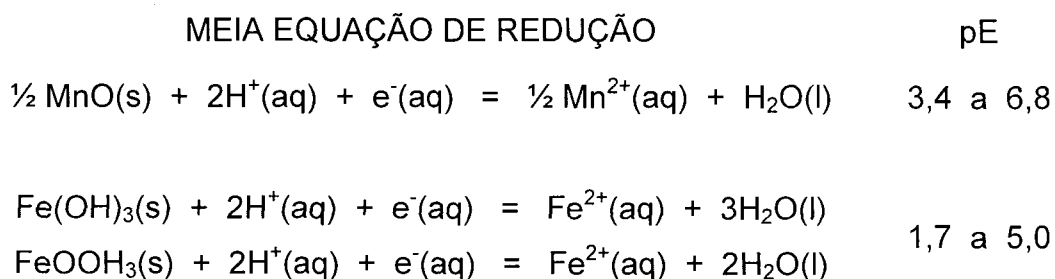 MEIA EQUAÇÃO DE REDUÇÃO pE
½ MnO(s) + 2H⁺(aq) + e⁻(aq) = ½ Mn²⁺(aq) + H₂O(l) 3,4 a 6,8
Fe(OH)₃(s) + 2H⁺(aq) + e⁻(aq) = Fe²⁺(aq) + 3H₂O(l)
FeOOH₃(s) + 2H⁺(aq) + e⁻(aq) = Fe²⁺(aq) + 2H₂O(l)
1,7 a 5,0